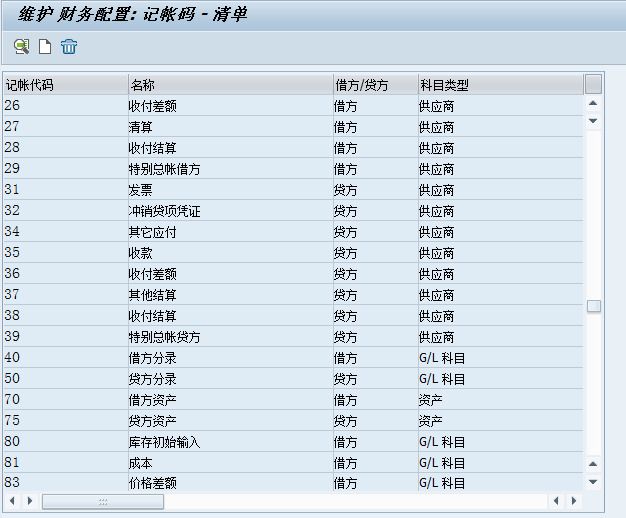 维护 财务配置: 记帐码 - 清单
记帐代码 名称 借方/贷方 科目类型
26 收付差额 借方 供应商
27 清算 借方 供应商
28 收付结算 借方 供应商
29 特别总帐借方 借方 供应商
31 发票 贷方 供应商
32 冲销贷项凭证 贷方 供应商
34 其它应付 贷方 供应商
35 收款 贷方 供应商
36 收付差额 贷方 供应商
37 其他结算 贷方 供应商
38 收付结算 贷方 供应商
39 特别总帐贷方 贷方 供应商
40 借方分录 借方 G/L 科目
50 贷方分录 贷方 G/L 科目
70 借方资产 借方 资产
75 贷方资产 贷方 资产
80 库存初始输入 借方 G/L 科目
81 成本 借方 G/L 科目
83 价格差额 借方 G/L 科目